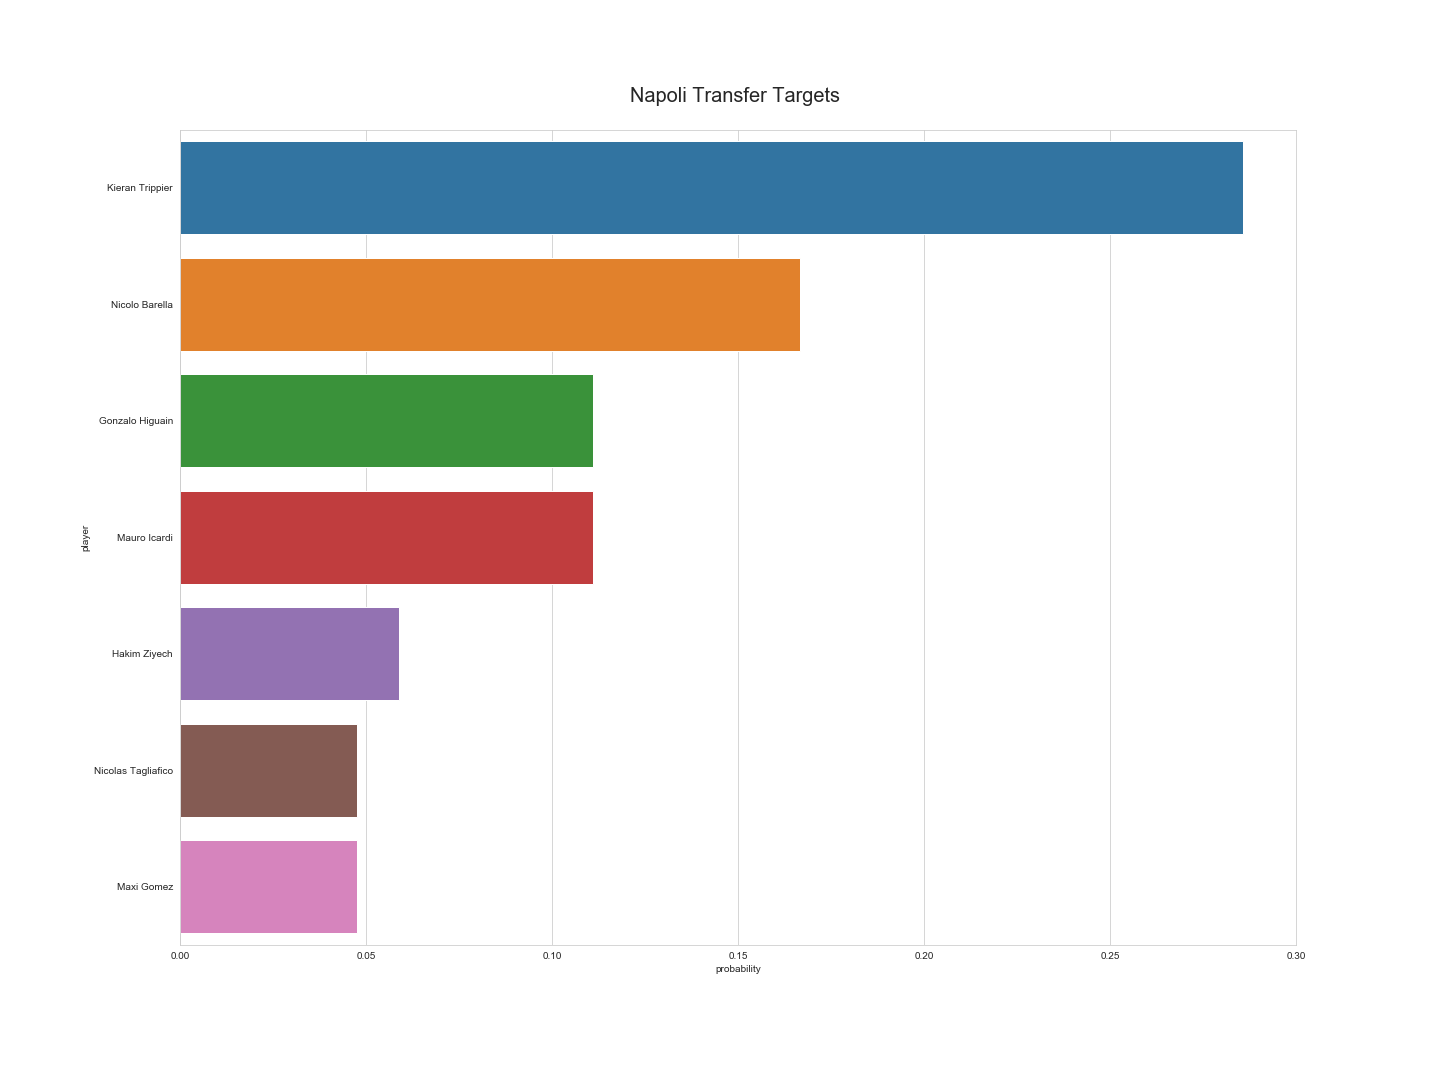 Napoli Transfer Targets
Kieran Trippier
Nicolo Barella
Gonzalo Higuain
Mauro Icardi
Hakim Ziyech
Nicolas Tagliafico
Maxi Gomez
player
0.00 0.05 0.10 0.15 0.20 0.25 0.30
probability